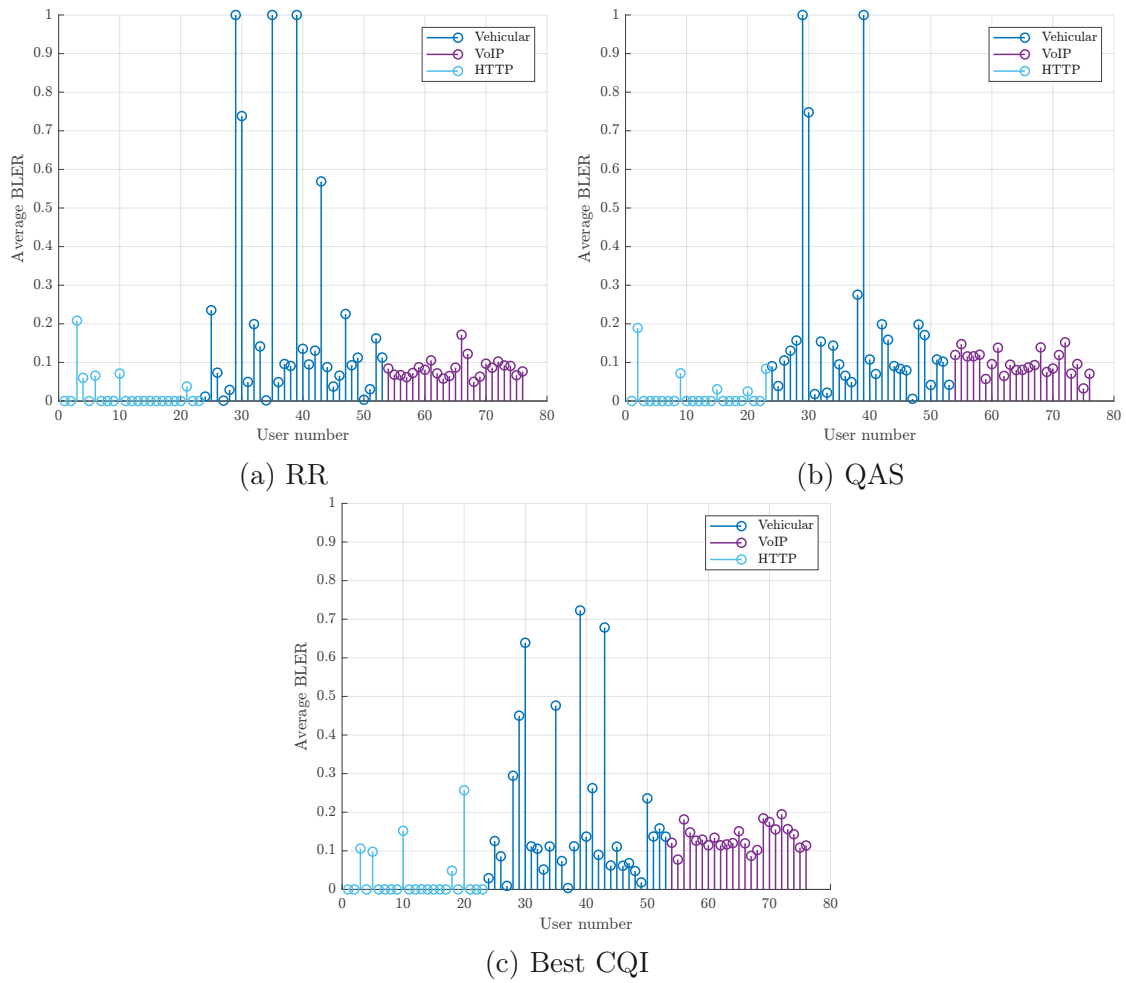 1
0.9
0.8
0.7
0.6
0.5
0.4
0.3
0.2
0.1
0
Average BLER
Vehicular
VoIP
HTTP
0 10 20 30 40 50 60 70 80
User number
(a) RR
1
0.9
0.8
0.7
0.6
0.5
0.4
0.3
0.2
0.1
0
Average BLER
Vehicular
VoIP
HTTP
0 10 20 30 40 50 60 70 80
User number
(b) QAS
1
0.9
0.8
0.7
0.6
0.5
0.4
0.3
0.2
0.1
0
Average BLER
Vehicular
VoIP
HTTP
0 10 20 30 40 50 60 70 80
User number
(c) Best CQI